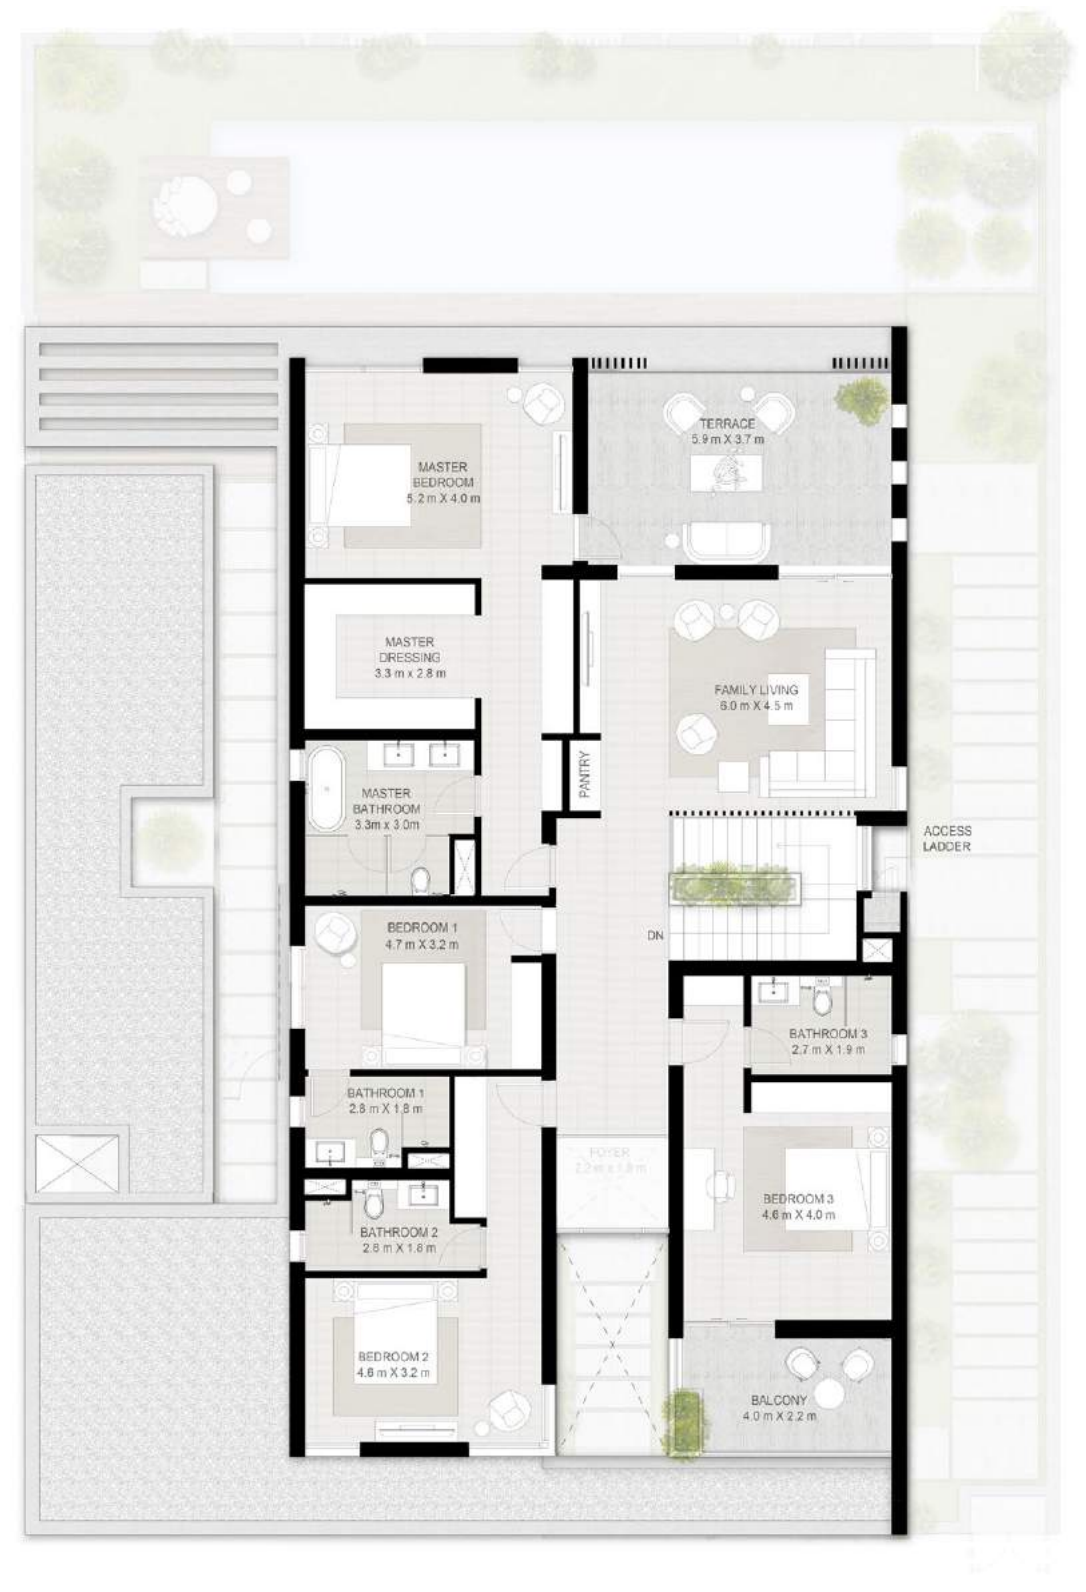 TERRACE
5.9 m X 3.7 m
MASTER
BEDROOM
5.2 m X 4.0 m
MASTER
DRESSING
3.3 m x 2.8 m
FAMILY LIVING
6.0 m X 4.5 m
PANTRY
MASTER
BATHROOM
3.3m x 3.0m
ACCESS
LADDER
BEDROOM 1
4.7 m X 3.2 m
DN
BATHROOM 3
2.7 m X 1.9 m
BATHROOM 1
2.8 m X 1.8 m
FOYER
BEDROOM 3
4.6 m X 4.0 m
BATHROOM 2
2.8 m X 1.8 m
BEDROOM 2
4.6 m X 3.2 m
BALCONY
4.0 m X 2.2 m